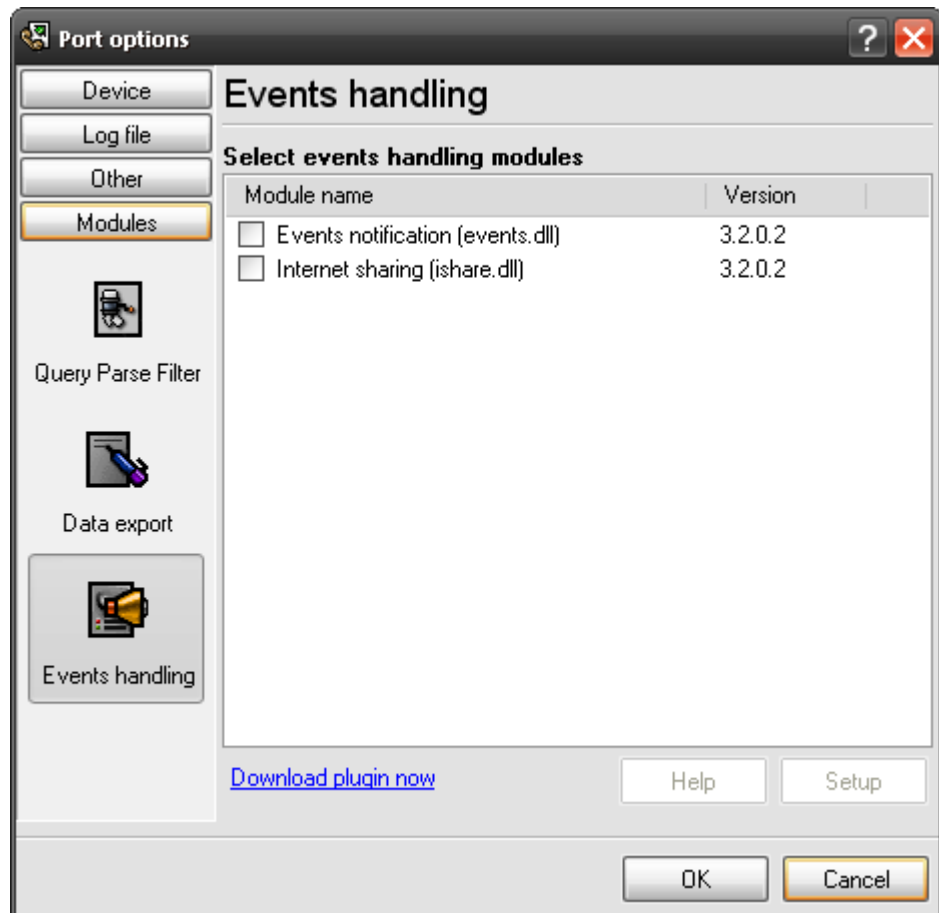 Port options
?
Device
Log file
Other
Modules
Query Parse Filter
Data export
Events handling
Events handling
Select events handling modules
Module name Version
Events notification (events.dll) 3.2.0.2
Internet sharing (ishare.dll) 3.2.0.2
Download plugin now
Help Setup
OK Cancel